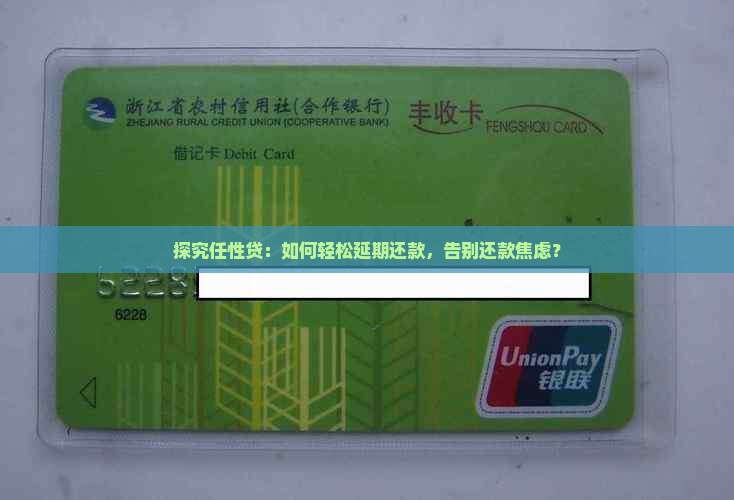 浙江省农村信用社(合作银行)
ZHEJIANG RURAL CREDIT UNION (COOPERATIVE BANK)
丰收卡
FENGSHOU CARD
借记卡 Debit Card
探究任性贷：如何轻松延期还款，告别还款焦虑？
6228
6228
UnionPay
银联